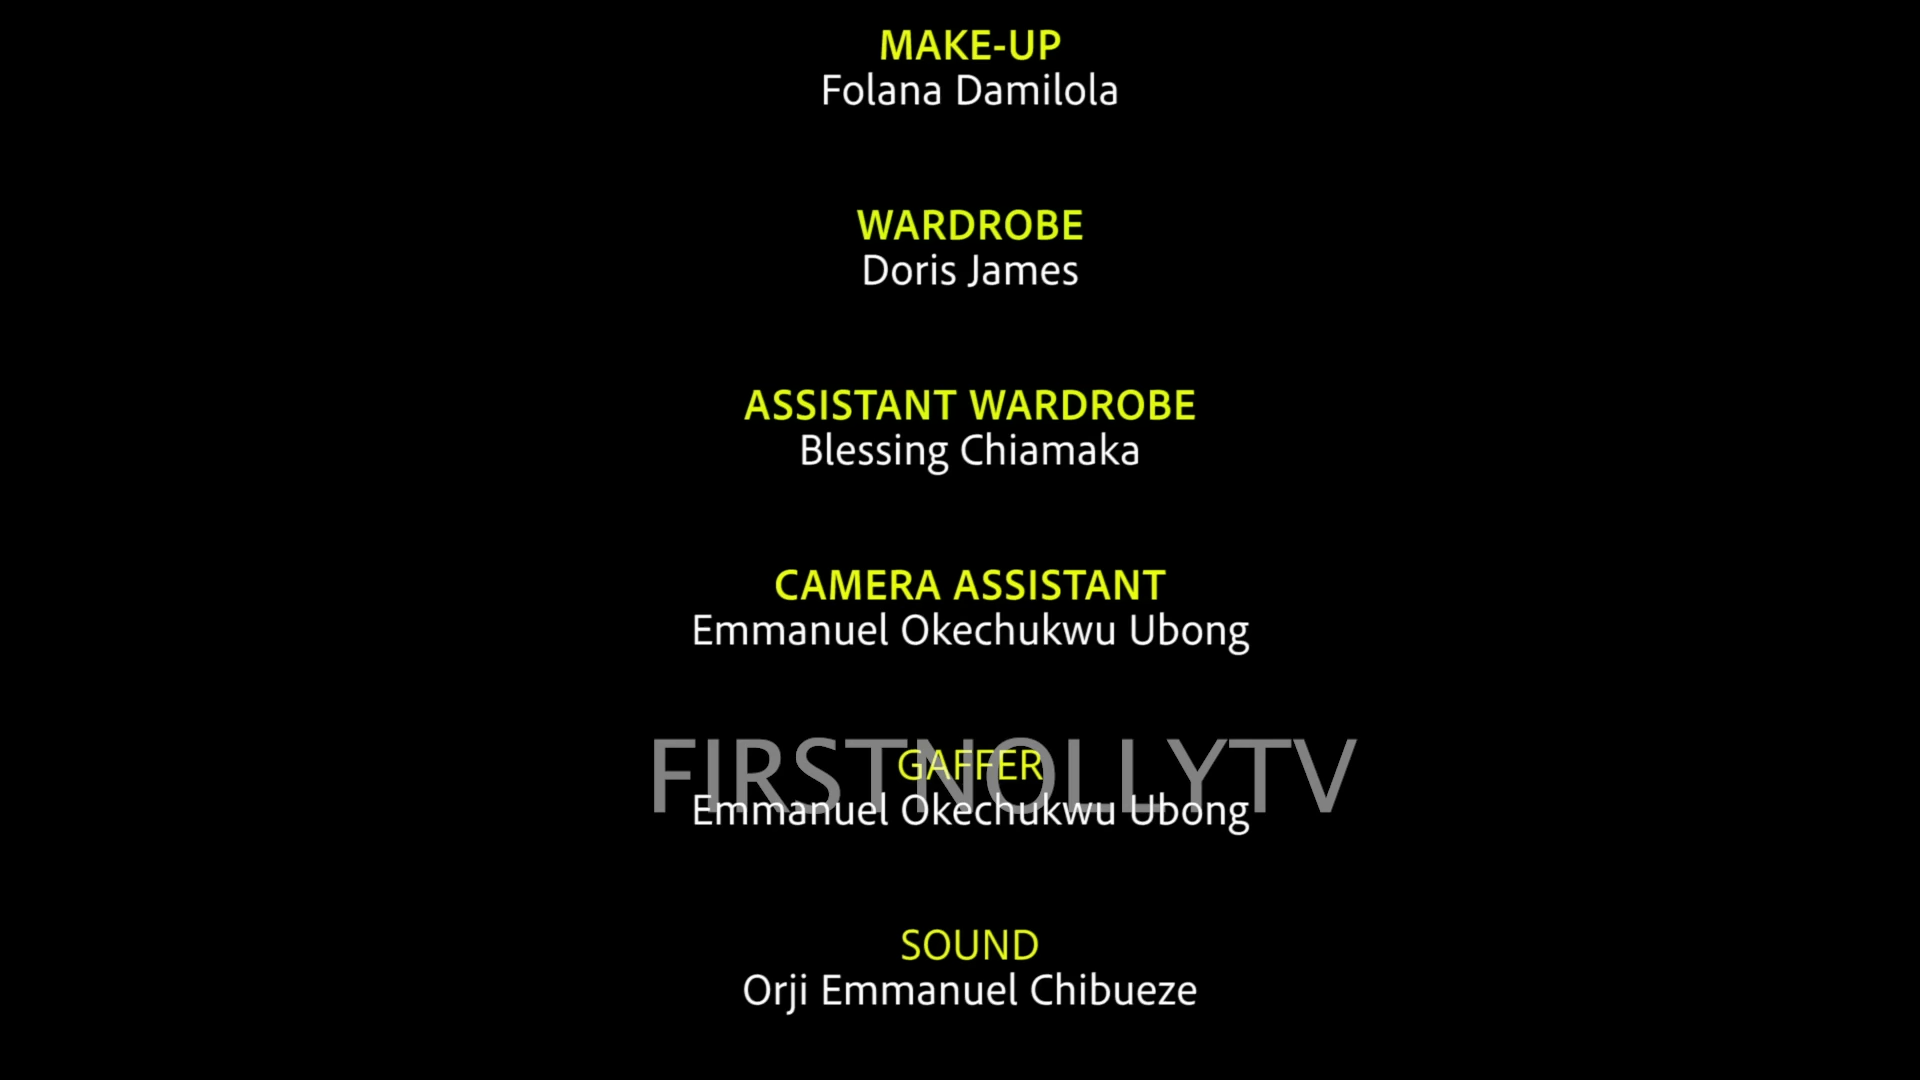 MAKE-UP
Folana Damilola
WARDROBE
Doris James
ASSISTANT WARDROBE
Blessing Chiamaka
CAMERA ASSISTANT
Emmanuel Okechukwu Ubong
FIRSTNOLLYTV
GAFFER
Emmanuel Okechukwu Ubong
SOUND
Orji Emmanuel Chibueze